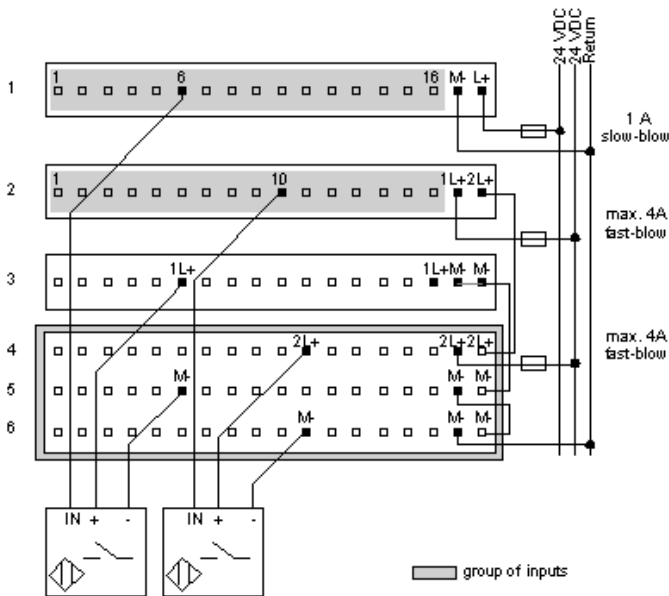 24 VDC
24 VDC
Return
1 6 16 M- L+
1
1 A
slow-blow
1 10 1L+ 2L+
2
max. 4A
fast-blow
1L+ 1L+ M- M-
3
2L+ 2L+ 2L+
4
max. 4A
fast-blow
M- M- M-
5
M- M- M-
6
IN + -
IN + -
group of inputs